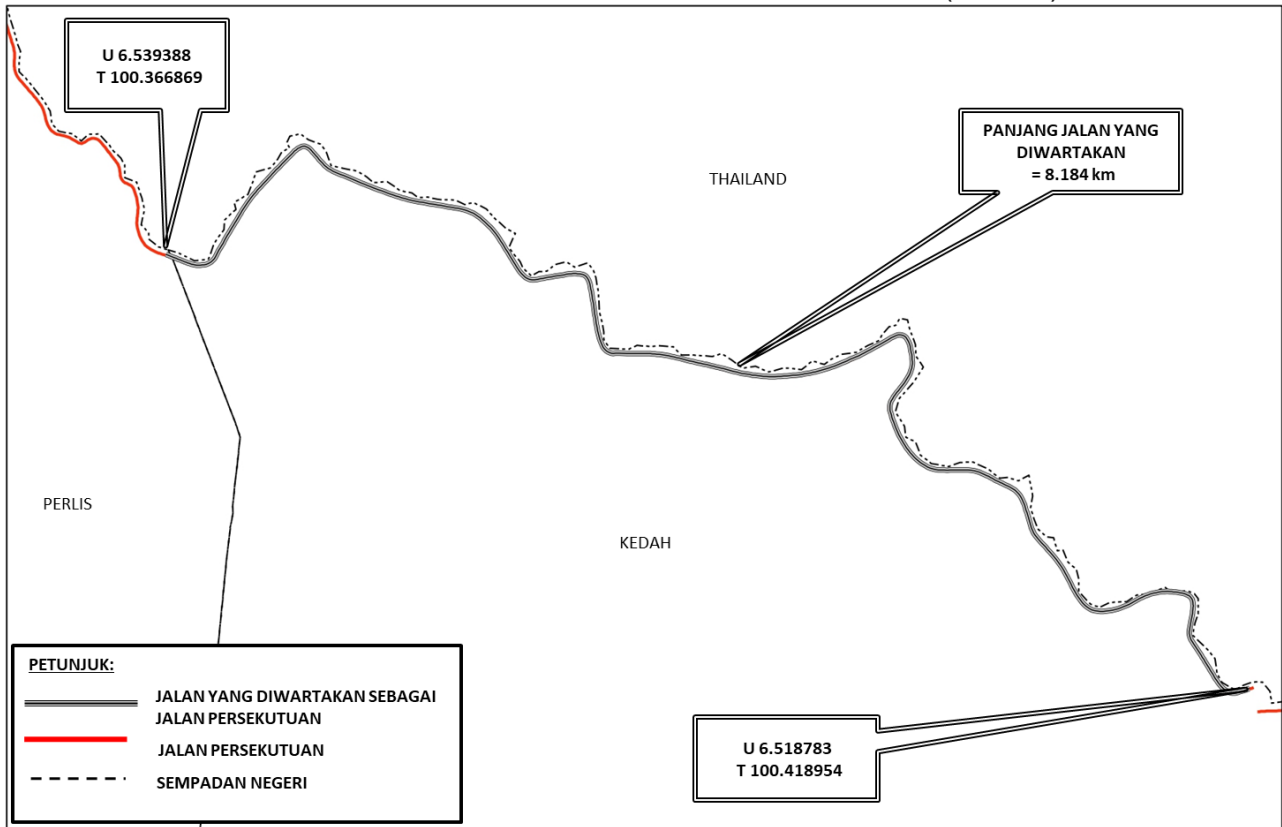 U 6.539388
T 100.366869
PANJANG JALAN YANG
DIWARTAKAN
= 8.184 km
THAILAND
PERLIS
KEDAH
PETUNJUK:
JALAN YANG DIWARTAKAN SEBAGAI
JALAN PERSEKUTUAN
JALAN PERSEKUTUAN
SEMPADAN NEGERI
U 6.518783
T 100.418954